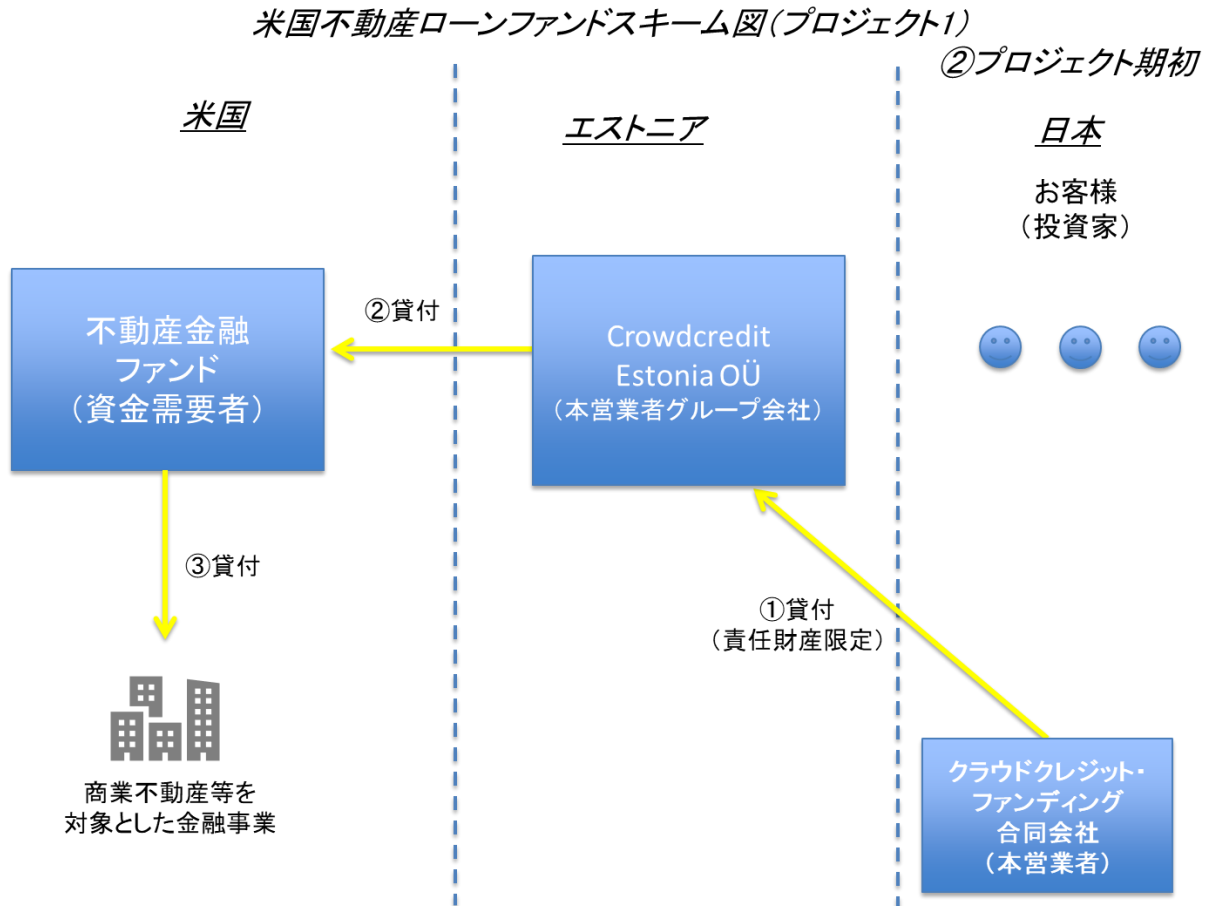 米国不動産ローンファンドスキーム図（プロジェクト1）
②プロジェクト期初
米国
エストニア
日本
お客様
（投資家）
不動産金融
ファンド
（資金需要者）
②貸付
Crowdcredit
Estonia OÜ
（本営業者グループ会社）
③貸付
①貸付
（責任財産限定）
商業不動産等を
対象とした金融事業
クラウドクレジット・
ファンディング
合同会社
（本営業者）